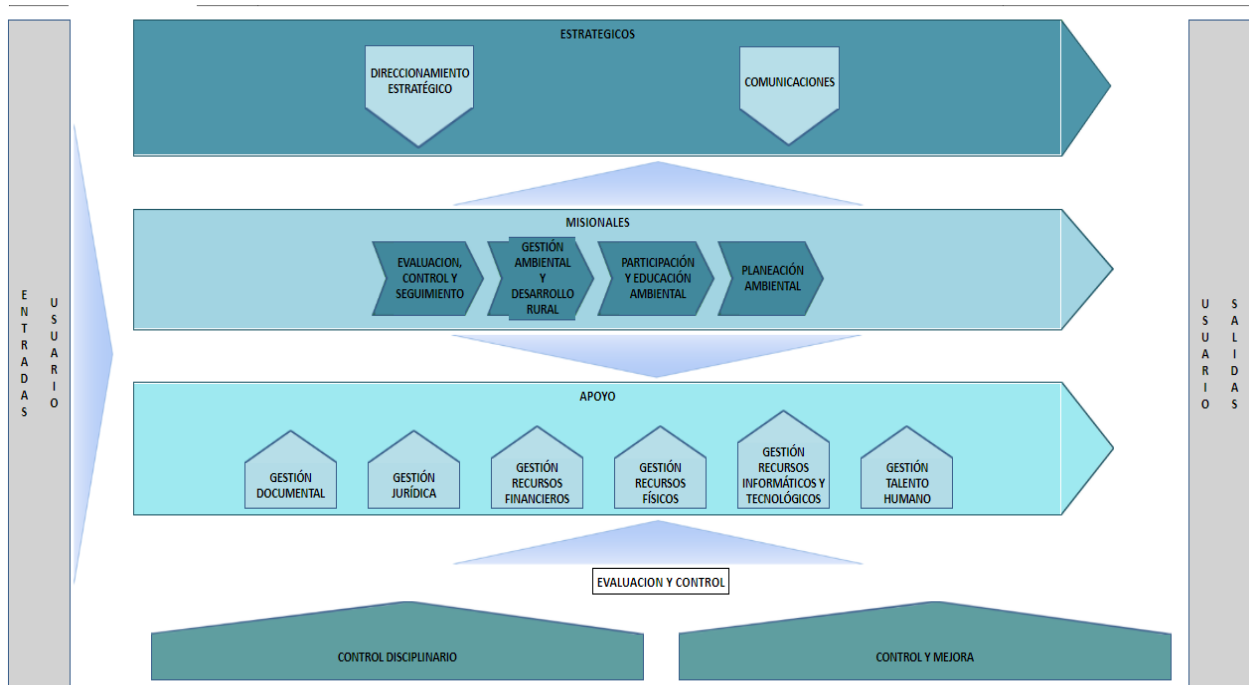 ESTRATEGICOS
DIRECCIONAMIENTO
ESTRATÉGICO
COMUNICACIONES
MISIONALES
EVALUACION,
CONTROL Y
SEGUIMIENTO
GESTIÓN
AMBIENTAL
Y
DESARROLLO
RURAL
PARTICIPACIÓN
Y EDUCACIÓN
AMBIENTAL
PLANEACIÓN
AMBIENTAL
ENTRADAS
USUARIO
USUARIO
SALIDAS
APOYO
GESTIÓN
DOCUMENTAL
GESTIÓN
JURÍDICA
GESTIÓN
RECURSOS
FINANCIEROS
GESTIÓN
RECURSOS
FÍSICOS
GESTIÓN
RECURSOS
INFORMÁTICOS Y
TECNOLÓGICOS
GESTIÓN
TALENTO
HUMANO
EVALUACION Y CONTROL
CONTROL DISCIPLINARIO
CONTROL Y MEJORA